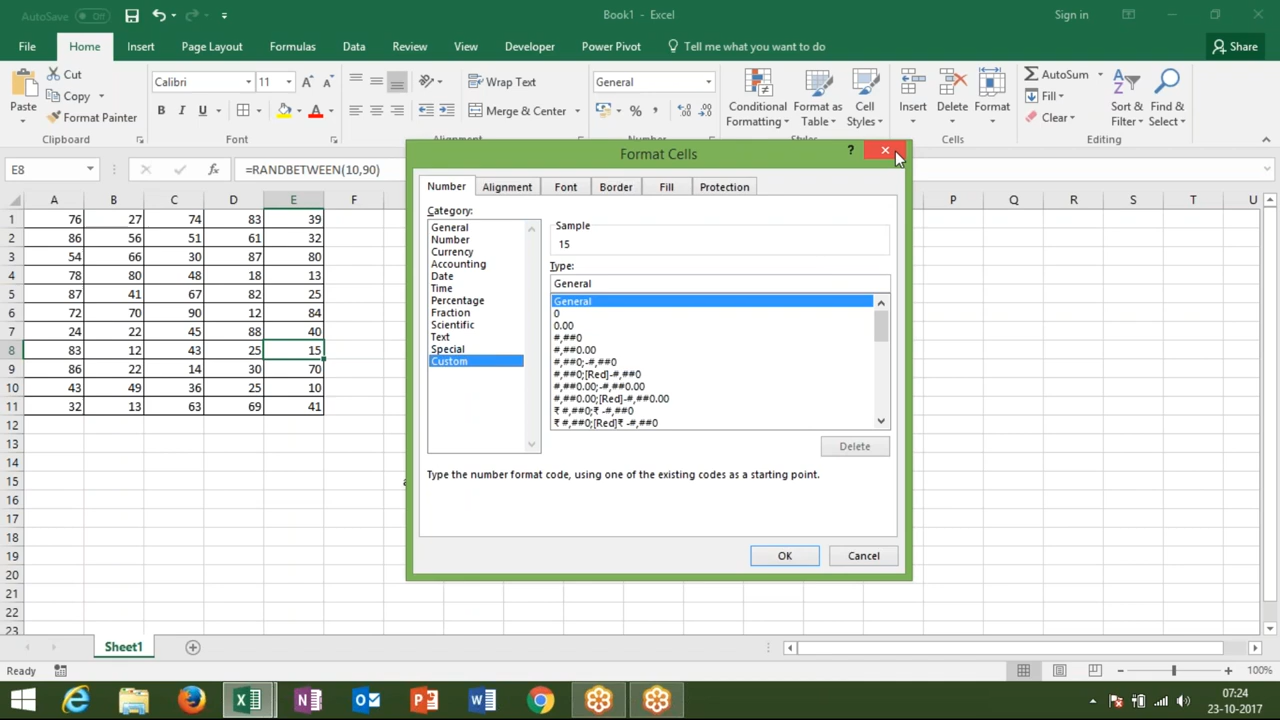 AutoSave Off Book1 - Excel Sign in
File Home Insert Page Layout Formulas Data Review View Developer Power Pivot Tell me what you want to do Share
Paste Cut Copy Format Painter
Calibri 11 A A
B I U A
Wrap Text
Merge & Center
General
% ,
Conditional Formatting Format as Table Cell Styles
Insert Delete Format
AutoSum
Fill
Clear
Sort & Filter Find & Select
Clipboard Font Alignment Number Styles Cells Editing
E8 fx =RANDBETWEEN(10,90)
A B C D E F P Q R S T U
1 76 27 74 83 39
2 86 56 51 61 32
3 54 66 30 87 80
4 78 80 48 18 13
5 87 41 67 82 25
6 72 70 90 12 84
7 24 22 45 88 40
8 83 12 43 25 15
9 86 22 14 30 70
10 43 49 36 25 10
11 32 13 63 69 41
12
13
14
15
16
17
18
19
20
21
22
23
Format Cells ?
Number Alignment Font Border Fill Protection
Category:
General
Number
Currency
Accounting
Date
Time
Percentage
Fraction
Scientific
Text
Special
Custom
Sample
15
Type:
General
General
0
0.00
#,##0
#,##0.00
#,##0;-#,##0
#,##0;[Red]-#,##0
#,##0.00;-#,##0.00
#,##0.00;[Red]-#,##0.00
₹ #,##0;₹ -#,##0
₹ #,##0;[Red]₹ -#,##0
Delete
Type the number format code, using one of the existing codes as a starting point.
OK Cancel
Sheet1
Ready 100%
07:24
23-10-2017